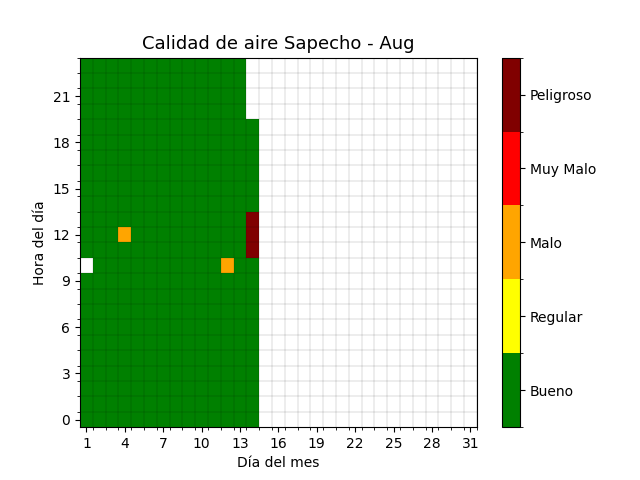 Calidad de aire Sapecho - Aug
Hora del día
21
18
15
12
9
6
3
0
1 4 7 10 13 16 19 22 25 28 31
Día del mes
Peligroso
Muy Malo
Malo
Regular
Bueno